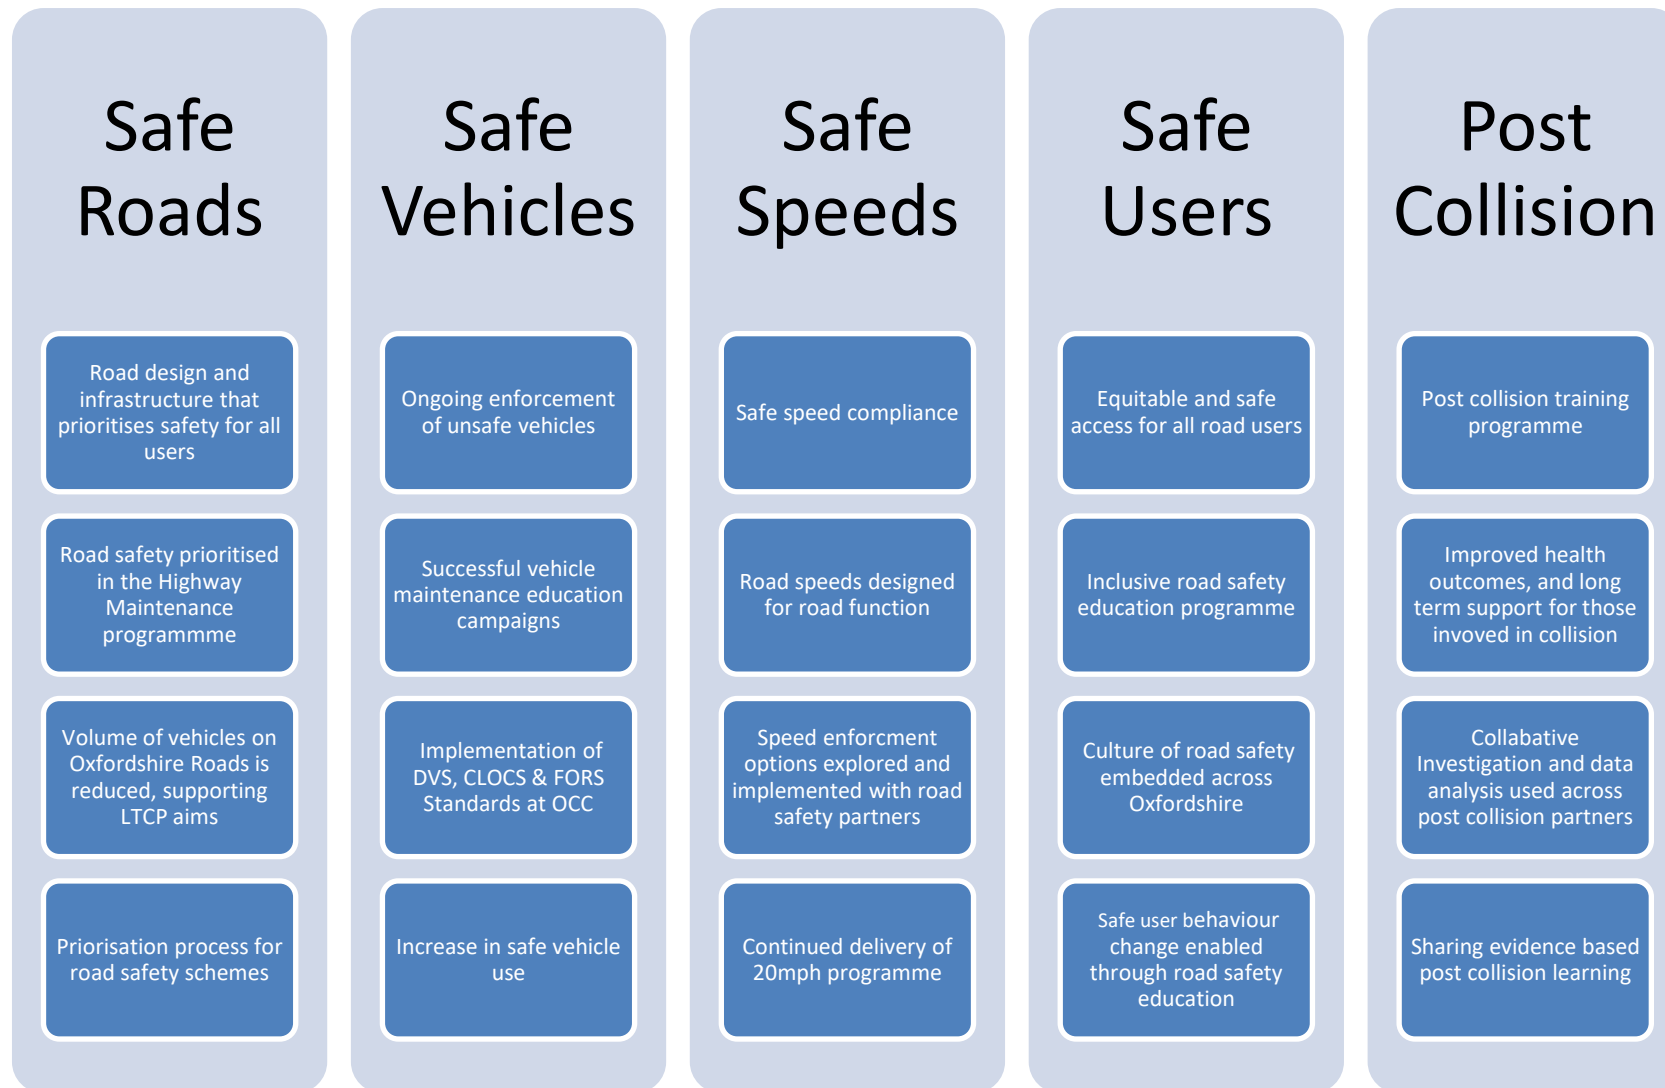 Safe
Roads
Road design and
infrastructure that
prioritises safety for all
users
Road safety prioritised
in the Highway
Maintenance
programmme
Volume of vehicles on
Oxfordshire Roads is
reduced, supporting
LTCP aims
Priorisation process for
road safety schemes
Safe
Vehicles
Ongoing enforcement
of unsafe vehicles
Successful vehicle
maintenance education
campaigns
Implementation of
DVS, CLOCS & FORS
Standards at OCC
Increase in safe vehicle
use
Safe
Speeds
Safe speed compliance
Road speeds designed
for road function
Speed enforcment
options explored and
implemented with road
safety partners
Continued delivery of
20mph programme
Safe
Users
Equitable and safe
access for all road users
Inclusive road safety
education programme
Culture of road safety
embedded across
Oxfordshire
Safe user behaviour
change enabled
through road safety
education
Post
Collision
Post collision training
programme
Improved health
outcomes, and long
term support for those
invoved in collision
Collabative
Investigation and data
analysis used across
post collision partners
Sharing evidence based
post collision learning